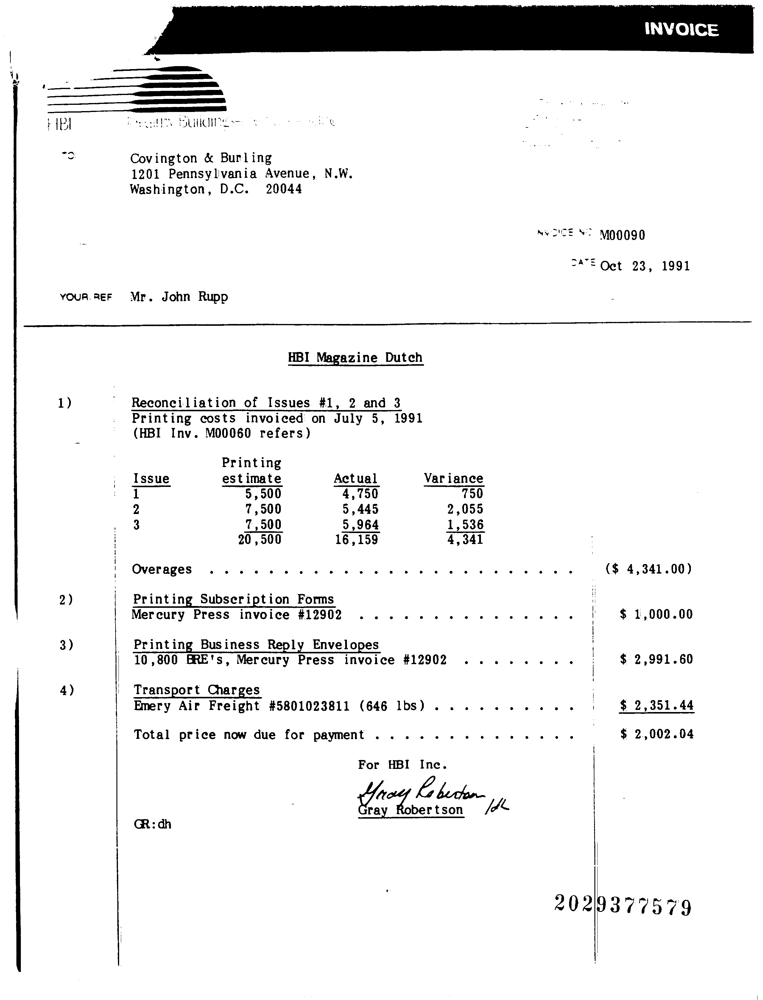 INVOICE
HBI
TO
Covington & Burling
1201 Pennsylvania Avenue, N.W.
Washington, D.C. 20044
INVOICE NO M00090
DATE Oct 23, 1991
YOUR REF Mr. John Rupp
HBI Magazine Dutch
1) Reconciliation of Issues #1, 2 and 3
Printing costs invoiced on July 5, 1991
(HBI Inv. M00060 refers)
Printing
Issue estimate Actual Variance
1 5,500 4,750 750
2 7,500 5,445 2,055
3 7,500 5,964 1,536
20,500 16,159 4,341
Overages . . . . . . . . . . . . . . . . . . . . . . . . . ($ 4,341.00)
2) Printing Subscription Forms
Mercury Press invoice #12902 . . . . . . . . . . . . . . . $ 1,000.00
3) Printing Business Reply Envelopes
10,800 BRE's, Mercury Press invoice #12902 . . . . . . . . $ 2,991.60
4) Transport Charges
Emery Air Freight #5801023811 (646 lbs) . . . . . . . . . . $ 2,351.44
Total price now due for payment . . . . . . . . . . . . . . $ 2,002.04
For HBI Inc.
Gray Robertson
Gray Robertson /dh
GR:dh
2029377579